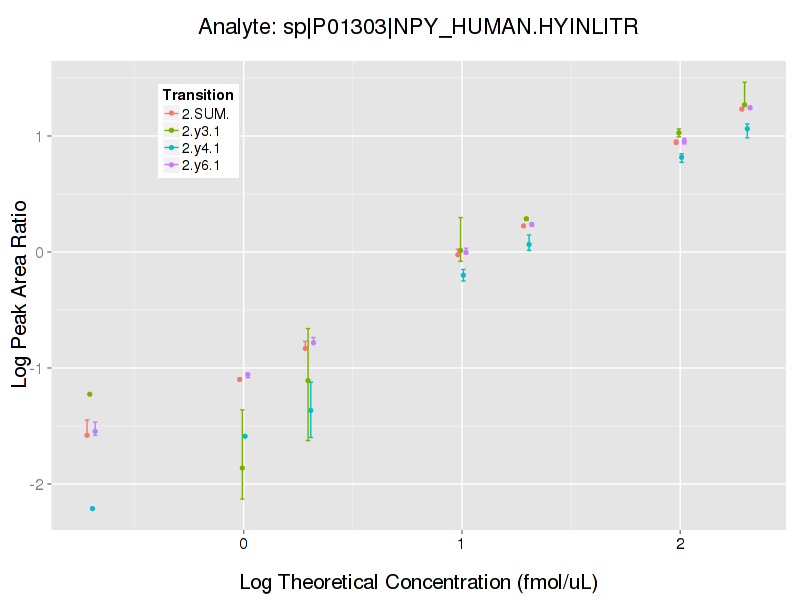 Analyte: sp|P01303|NPY_HUMAN.HYINLITR
Transition
2.SUM.
2.y3.1
2.y4.1
2.y6.1
Log Peak Area Ratio
1
0
-1
-2
0
1
2
Log Theoretical Concentration (fmol/uL)